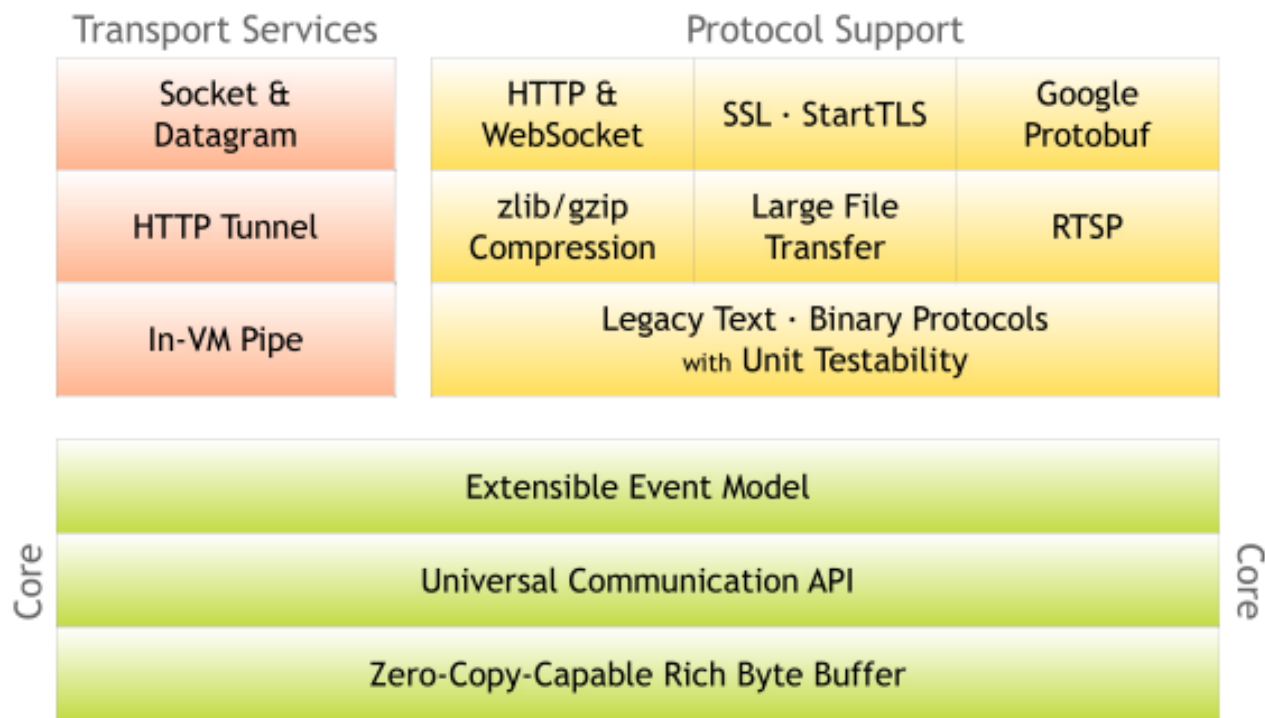 Transport Services
Protocol Support
Socket &
Datagram
HTTP &
WebSocket
SSL · StartTLS
Google
Protobuf
HTTP Tunnel
zlib/gzip
Compression
Large File
Transfer
RTSP
In-VM Pipe
Legacy Text · Binary Protocols
with Unit Testability
Core
Extensible Event Model
Universal Communication API
Zero-Copy-Capable Rich Byte Buffer
Core